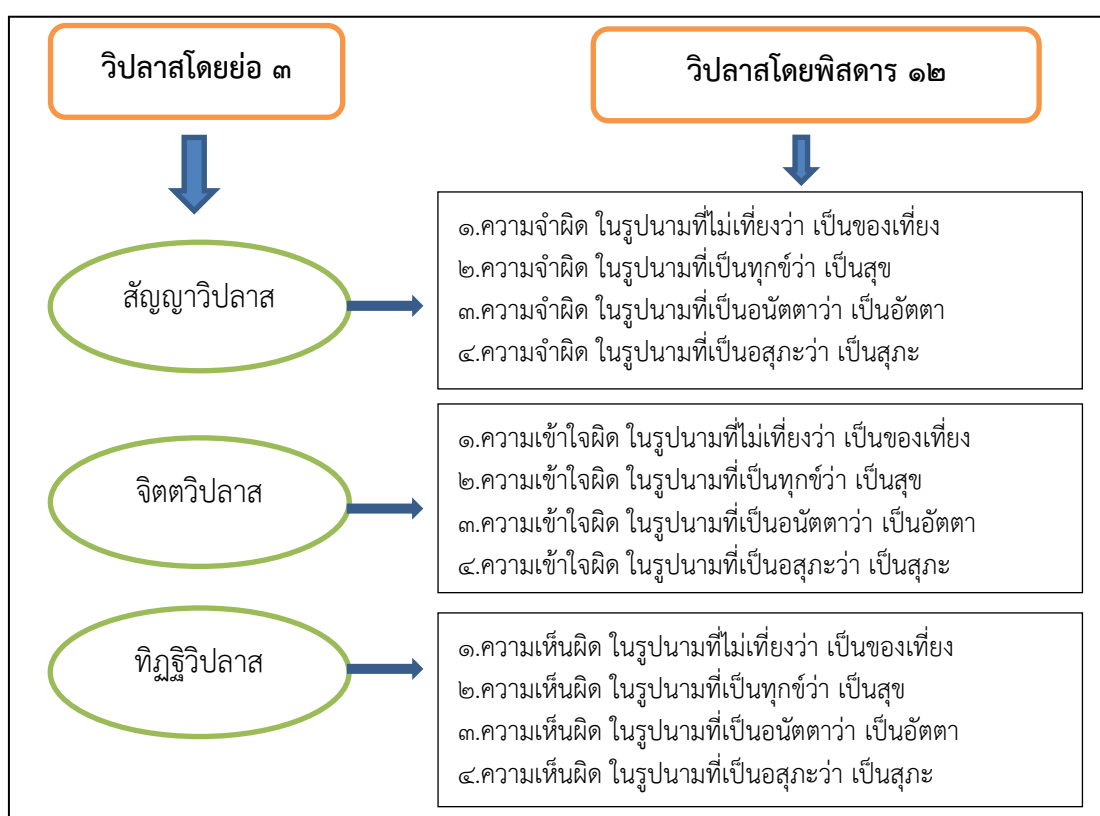 วิปลาสโดยย่อ ๓
วิปลาสโดยพิสดาร ๑๒
สัญญาวิปลาส
๑.ความจำผิด ในรูปนามที่ไม่เที่ยงว่า เป็นของเที่ยง
๒.ความจำผิด ในรูปนามที่เป็นทุกข์ว่า เป็นสุข
๓.ความจำผิด ในรูปนามที่เป็นอนัตตาว่า เป็นอัตตา
๔.ความจำผิด ในรูปนามที่เป็นอสุภะว่า เป็นสุภะ
จิตตวิปลาส
๑.ความเข้าใจผิด ในรูปนามที่ไม่เที่ยงว่า เป็นของเที่ยง
๒.ความเข้าใจผิด ในรูปนามที่เป็นทุกข์ว่า เป็นสุข
๓.ความเข้าใจผิด ในรูปนามที่เป็นอนัตตาว่า เป็นอัตตา
๔.ความเข้าใจผิด ในรูปนามที่เป็นอสุภะว่า เป็นสุภะ
ทิฏฐิวิปลาส
๑.ความเห็นผิด ในรูปนามที่ไม่เที่ยงว่า เป็นของเที่ยง
๒.ความเห็นผิด ในรูปนามที่เป็นทุกข์ว่า เป็นสุข
๓.ความเห็นผิด ในรูปนามที่เป็นอนัตตาว่า เป็นอัตตา
๔.ความเห็นผิด ในรูปนามที่เป็นอสุภะว่า เป็นสุภะ